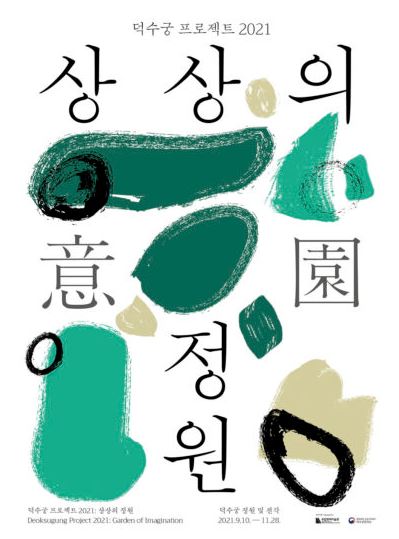 덕수궁 프로젝트 2021
상상의
意園
정원
덕수궁 프로젝트 2021: 상상의 정원
Deoksugung Project 2021: Garden of Imagination
덕수궁 정원 및 전각
2021.9.10. — 11.28.